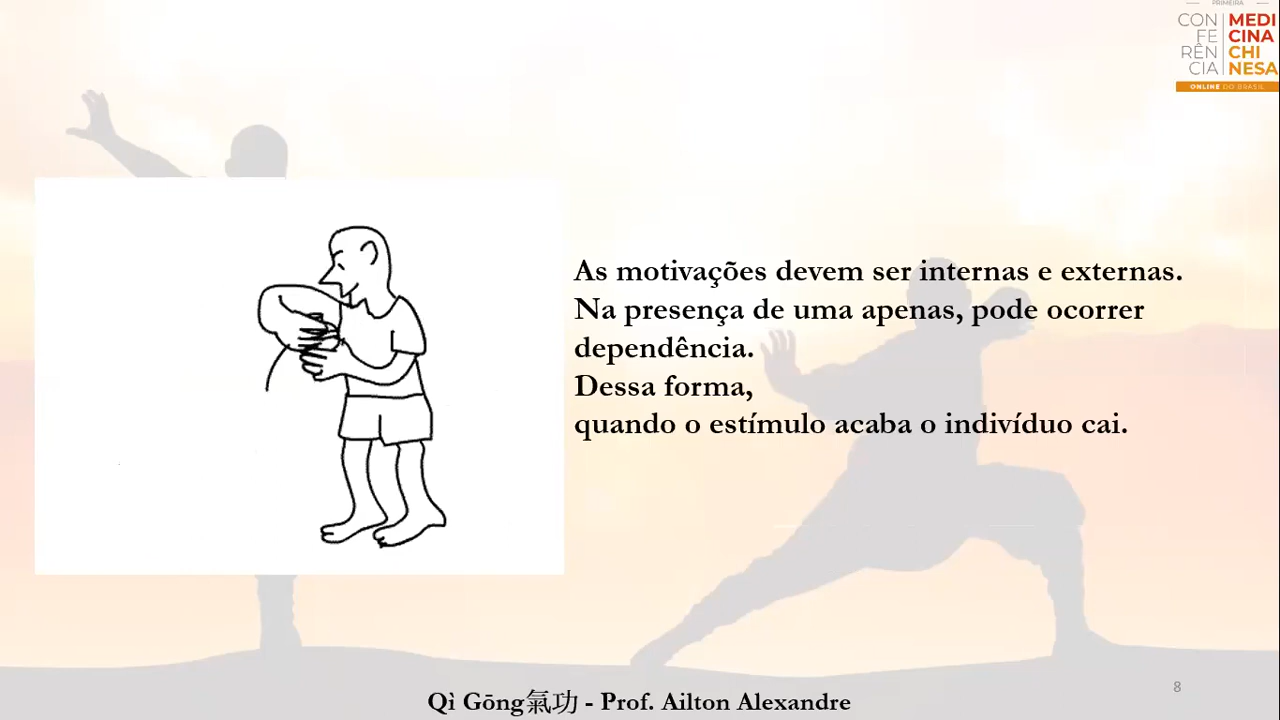 PRIMEIRA
CON MEDI
FE CINA
RÊN CHI
CIA NESA
ONLINE DO BRASIL
As motivações devem ser internas e externas.
Na presença de uma apenas, pode ocorrer
dependência.
Dessa forma,
quando o estímulo acaba o indivíduo cai.
8
Qì Gōng氣功 - Prof. Ailton Alexandre